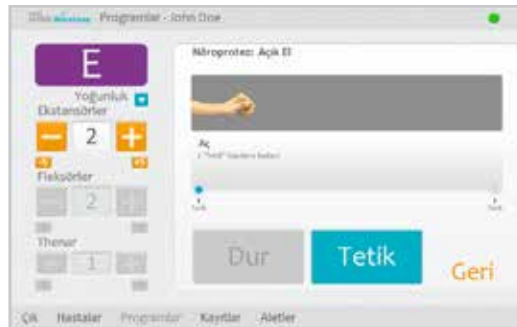 Programlar - John Doe
E
Yoğunluk
Ekstansörler
2
Fleksörler
2
Thenar
1
Nöroprotez: Açık El
Aç
Tetik
Dur
Tetik
Geri
Hastalar
Programlar
Kayıtlar
Aletler